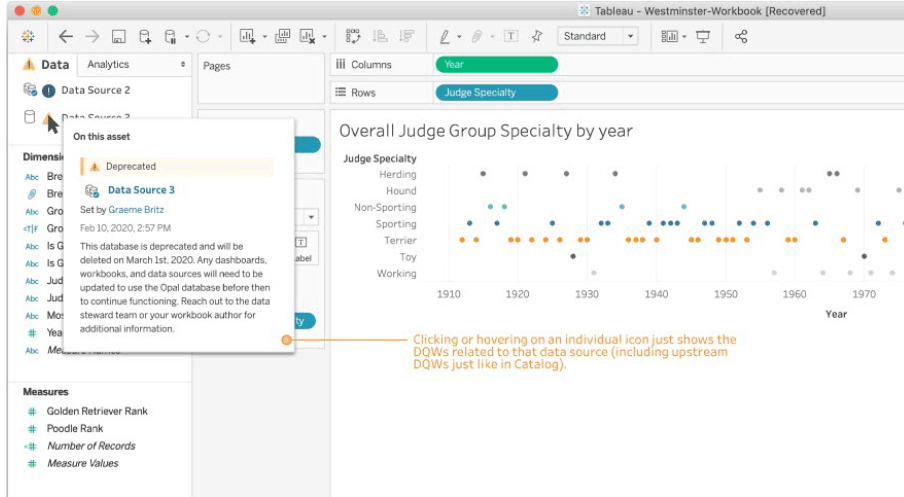 Tableau - Westminster-Workbook [Recovered]
Standard
Data
Analytics
Pages
Columns
Year
Data Source 2
Rows
Judge Specialty
On this asset
Deprecated
Data Source 3
Set by Graeme Britz
Feb 10, 2020, 2:57 PM
This database is deprecated and will be
deleted on March 1st, 2020. Any dashboards,
workbooks, and data sources will need to be
updated to use the Opal database before then
to continue functioning. Reach out to the data
steward team or your workbook author for
additional information.
Overall Judge Group Specialty by year
Judge Specialty
Herding
Hound
Non-Sporting
Sporting
Terrier
Toy
Working
1910
1920
1930
1940
1950
1960
1970
Year
Clicking or hovering on an individual icon just shows the
DQWs related to that data source (including upstream
DQWs just like in Catalog).
Measures
Golden Retriever Rank
Poodle Rank
Number of Records
Measure Values